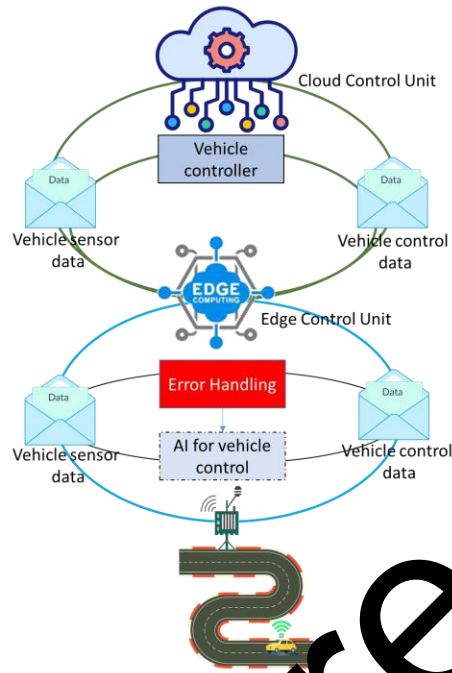 Cloud Control Unit
Vehicle
controller
Data
Data
Vehicle sensor
data
Vehicle control
data
EDGE
COMPUTING
Edge Control Unit
Error Handling
Data
Data
AI for vehicle
control
Vehicle sensor
data
Vehicle control
data
re